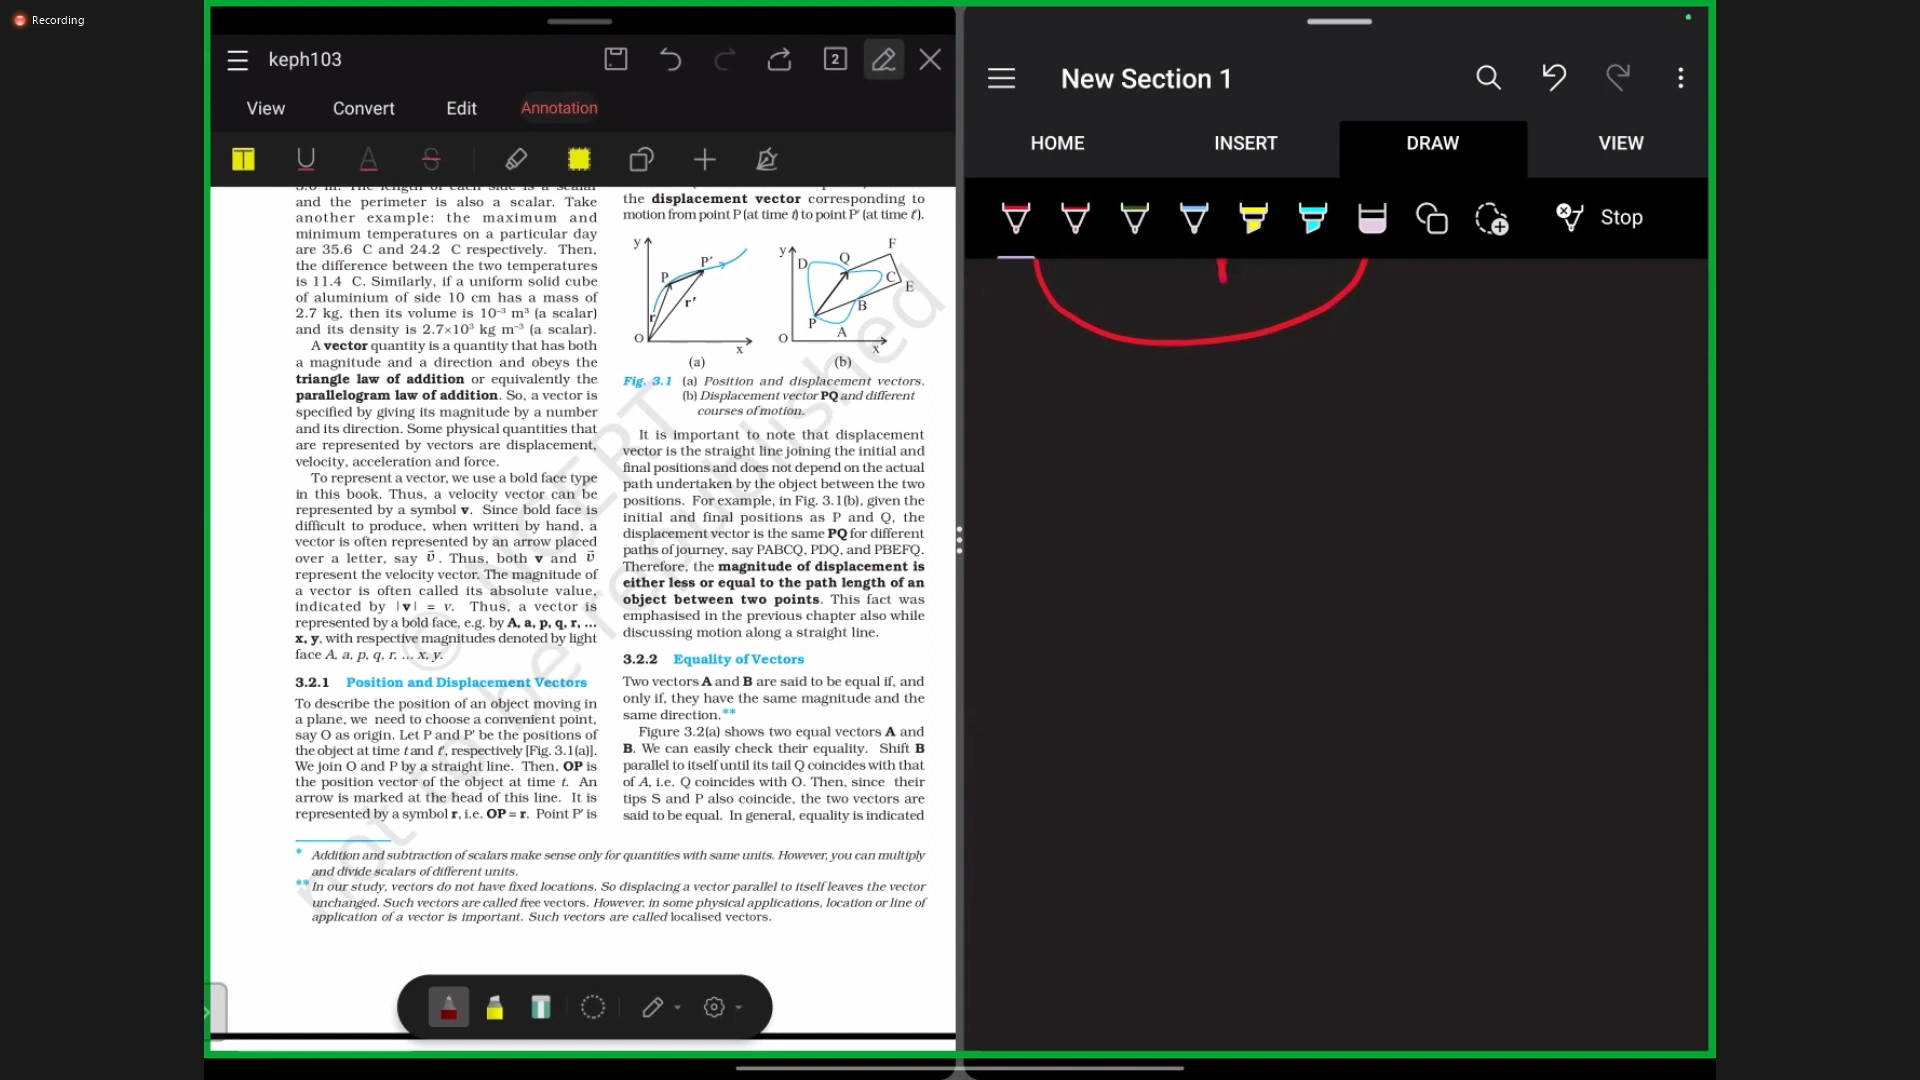 Recording
keph103
2
View Convert Edit Annotation
T U A S
and the perimeter is also a scalar. Take
another example: the maximum and
minimum temperatures on a particular day
are 35.6 C and 24.2 C respectively. Then,
the difference between the two temperatures
is 11.4 C. Similarly, if a uniform solid cube
of aluminium of side 10 cm has a mass of
2.7 kg, then its volume is 10⁻³ m³ (a scalar)
and its density is 2.7×10³ kg m⁻³ (a scalar).
A vector quantity is a quantity that has both
a magnitude and a direction and obeys the
triangle law of addition or equivalently the
parallelogram law of addition. So, a vector is
specified by giving its magnitude by a number
and its direction. Some physical quantities that
are represented by vectors are displacement,
velocity, acceleration and force.
To represent a vector, we use a bold face type
in this book. Thus, a velocity vector can be
represented by a symbol v. Since bold face is
difficult to produce, when written by hand, a
vector is often represented by an arrow placed
over a letter, say v⃗. Thus, both v and v⃗
represent the velocity vector. The magnitude of
a vector is often called its absolute value,
indicated by |v| = v. Thus, a vector is
represented by a bold face, e.g. by A, a, p, q, r, ...
x, y, with respective magnitudes denoted by light
face A, a, p, q, r, ... x, y.
3.2.1 Position and Displacement Vectors
To describe the position of an object moving in
a plane, we need to choose a convenient point,
say O as origin. Let P and P′ be the positions of
the object at time t and t′, respectively [Fig. 3.1(a)].
We join O and P by a straight line. Then, OP is
the position vector of the object at time t. An
arrow is marked at the head of this line. It is
represented by a symbol r, i.e. OP = r. Point P′ is
the displacement vector corresponding to
motion from point P (at time t) to point P′ (at time t′).
y P P′ r r′ O x
(a)
y D Q F C E B P A O x
(b)
Fig. 3.1 (a) Position and displacement vectors.
(b) Displacement vector PQ and different
courses of motion.
It is important to note that displacement
vector is the straight line joining the initial and
final positions and does not depend on the actual
path undertaken by the object between the two
positions. For example, in Fig. 3.1(b), given the
initial and final positions as P and Q, the
displacement vector is the same PQ for different
paths of journey, say PABCQ, PDQ, and PBEFQ.
Therefore, the magnitude of displacement is
either less or equal to the path length of an
object between two points. This fact was
emphasised in the previous chapter also while
discussing motion along a straight line.
3.2.2 Equality of Vectors
Two vectors A and B are said to be equal if, and
only if, they have the same magnitude and the
same direction.**
Figure 3.2(a) shows two equal vectors A and
B. We can easily check their equality. Shift B
parallel to itself until its tail Q coincides with that
of A, i.e. Q coincides with O. Then, since their
tips S and P also coincide, the two vectors are
said to be equal. In general, equality is indicated
* Addition and subtraction of scalars make sense only for quantities with same units. However, you can multiply
and divide scalars of different units.
** In our study, vectors do not have fixed locations. So displacing a vector parallel to itself leaves the vector
unchanged. Such vectors are called free vectors. However, in some physical applications, location or line of
application of a vector is important. Such vectors are called localised vectors.
© NCERT
not to be republished
New Section 1
HOME INSERT DRAW VIEW
Stop